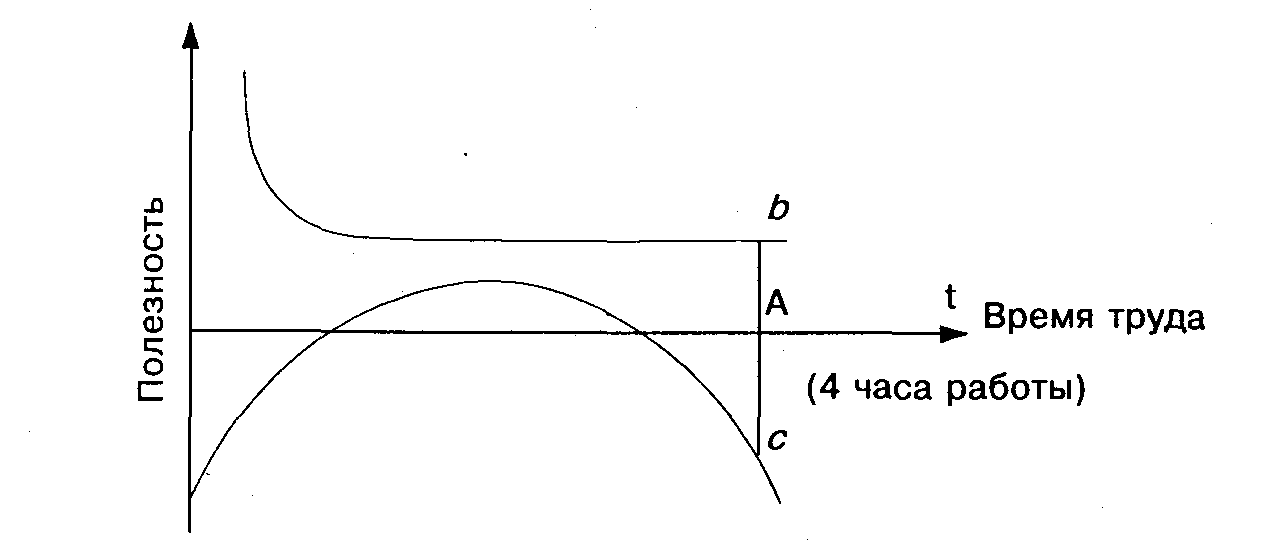 Полезность
b
A
t
Время труда
(4 часа работы)
c